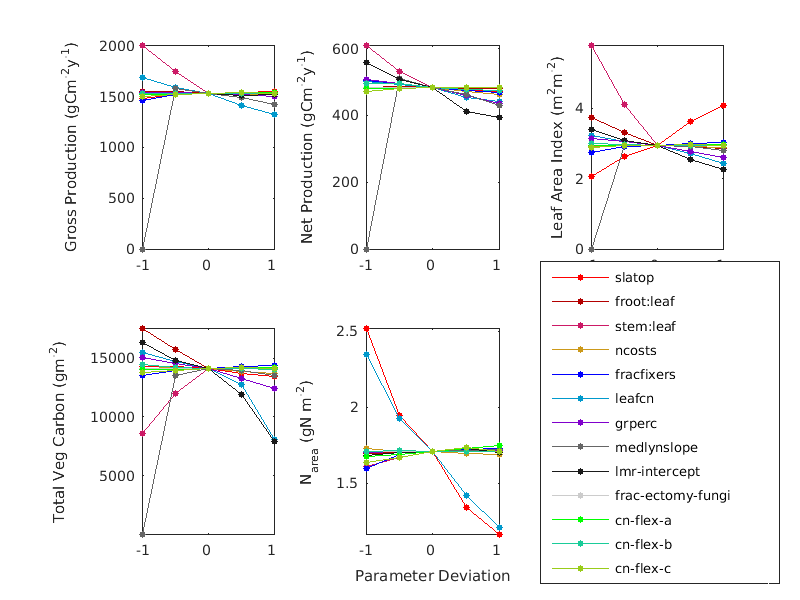 Gross Production (gCm⁻²y⁻¹)
2000
1500
1000
500
0
-1 0 1
Net Production (gCm⁻²y⁻¹)
600
400
200
0
-1 0 1
Leaf Area Index (m²m⁻²)
4
2
0
Total Veg Carbon (gm⁻²)
15000
10000
5000
-1 0 1
N_area (gN m⁻²)
2.5
2
1.5
-1 0 1
Parameter Deviation
slatop
froot:leaf
stem:leaf
ncosts
fracfixers
leafcn
grperc
medlynslope
lmr-intercept
frac-ectomy-fungi
cn-flex-a
cn-flex-b
cn-flex-c